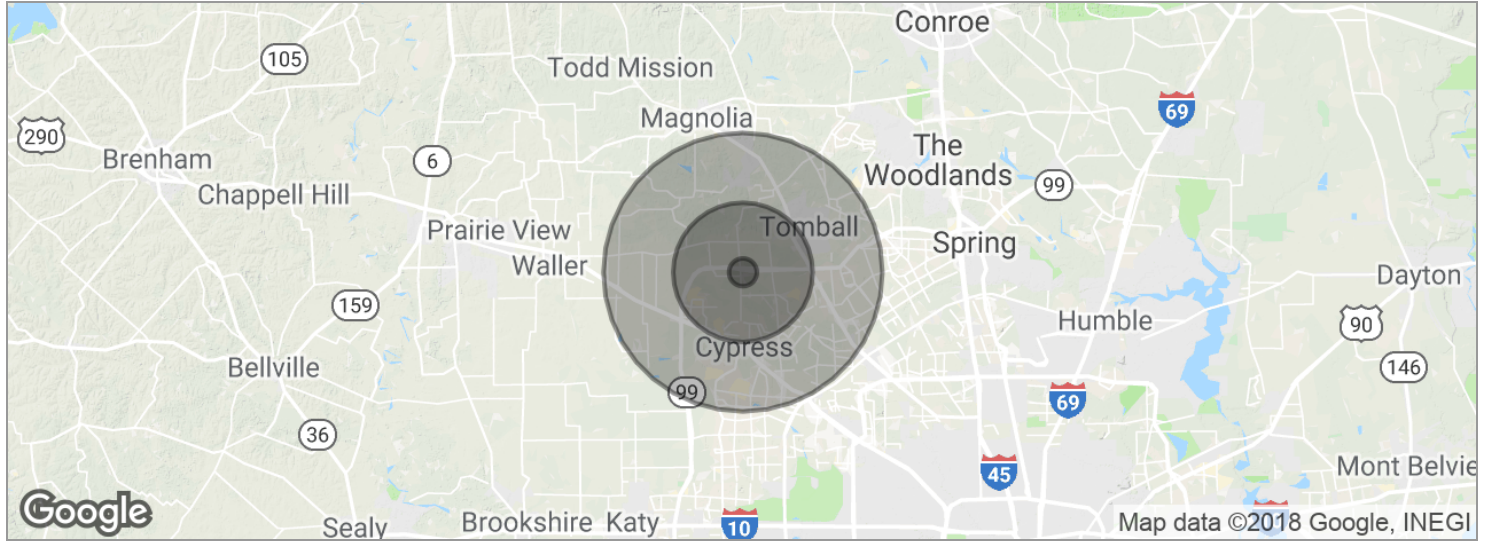 Conroe
105
Todd Mission
69
290
Magnolia
The
Woodlands
Brenham
6
99
Chappell Hill
Tomball
Prairie View
Spring
Waller
Dayton
159
Humble
90
Cypress
Bellville
146
99
69
36
45
Mont Belvie
Google
Sealy
Brookshire
Katy
10
Map data ©2018 Google, INEGI